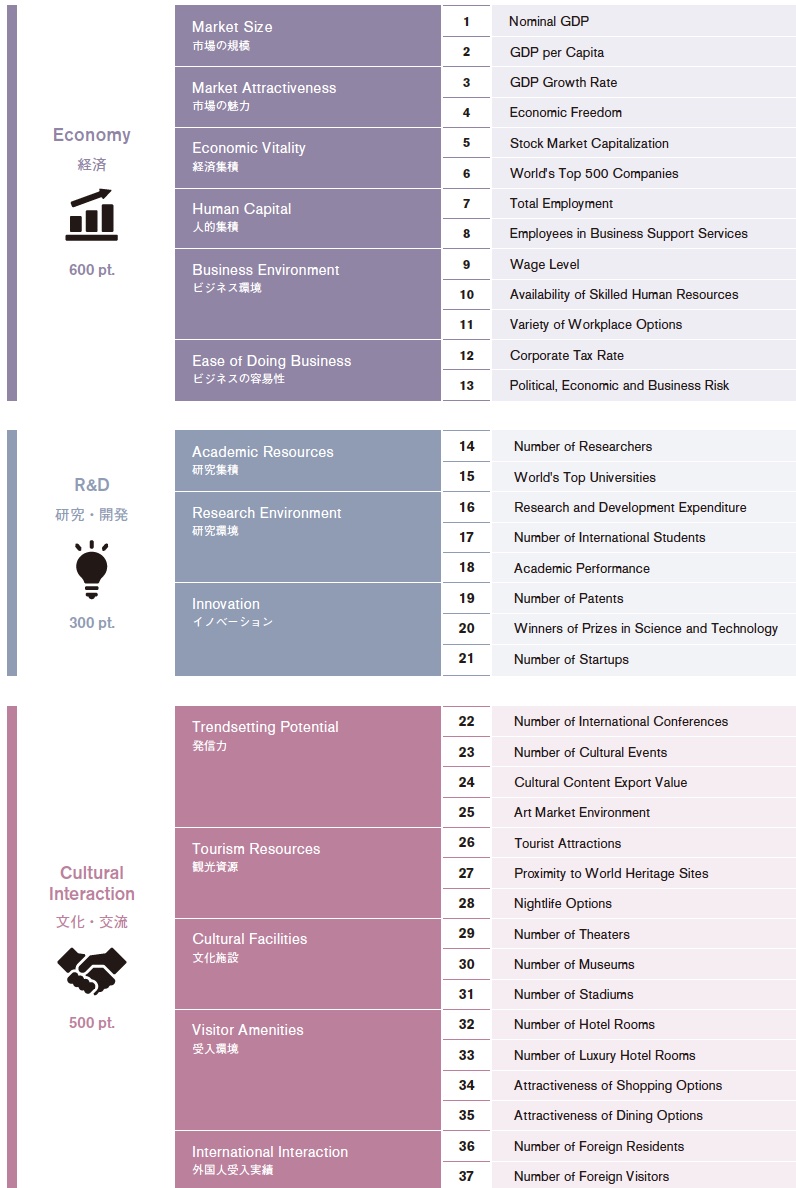 Economy
経済
600 pt.
Market Size
市場の規模
1 Nominal GDP
2 GDP per Capita
Market Attractiveness
市場の魅力
3 GDP Growth Rate
4 Economic Freedom
Economic Vitality
経済集積
5 Stock Market Capitalization
6 World's Top 500 Companies
Human Capital
人的集積
7 Total Employment
8 Employees in Business Support Services
Business Environment
ビジネス環境
9 Wage Level
10 Availability of Skilled Human Resources
11 Variety of Workplace Options
Ease of Doing Business
ビジネスの容易性
12 Corporate Tax Rate
13 Political, Economic and Business Risk
R&D
研究・開発
300 pt.
Academic Resources
研究集積
14 Number of Researchers
15 World's Top Universities
Research Environment
研究環境
16 Research and Development Expenditure
17 Number of International Students
18 Academic Performance
Innovation
イノベーション
19 Number of Patents
20 Winners of Prizes in Science and Technology
21 Number of Startups
Cultural
Interaction
文化・交流
500 pt.
Trendsetting Potential
発信力
22 Number of International Conferences
23 Number of Cultural Events
24 Cultural Content Export Value
25 Art Market Environment
Tourism Resources
観光資源
26 Tourist Attractions
27 Proximity to World Heritage Sites
28 Nightlife Options
Cultural Facilities
文化施設
29 Number of Theaters
30 Number of Museums
31 Number of Stadiums
Visitor Amenities
受入環境
32 Number of Hotel Rooms
33 Number of Luxury Hotel Rooms
34 Attractiveness of Shopping Options
35 Attractiveness of Dining Options
International Interaction
外国人受入実績
36 Number of Foreign Residents
37 Number of Foreign Visitors